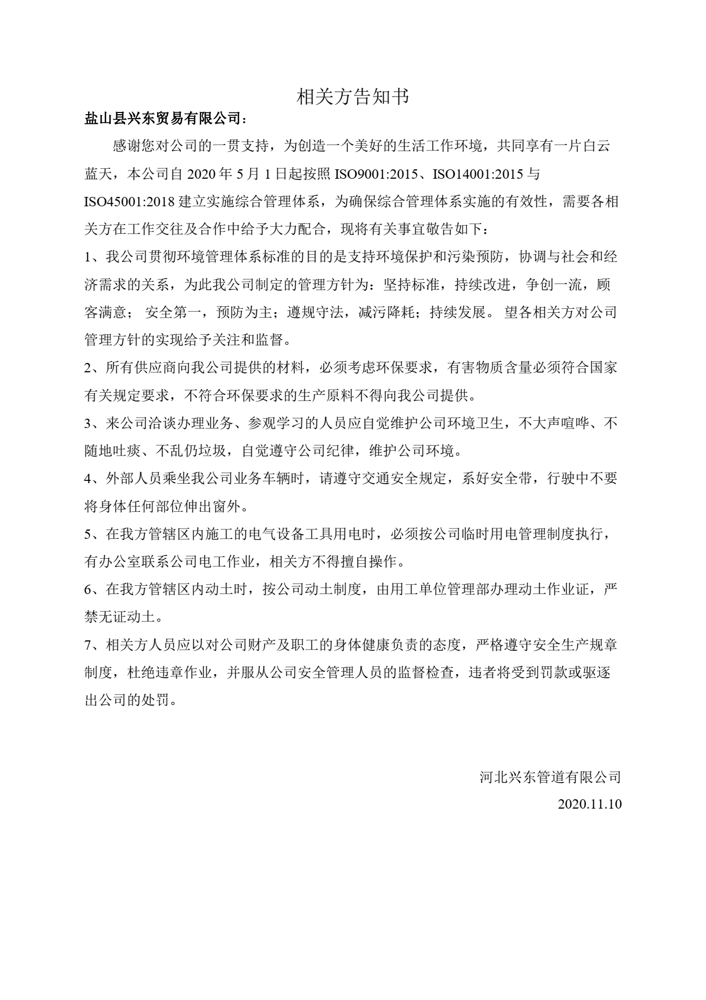 相关方告知书
盐山县兴东贸易有限公司：
感谢您对公司的一贯支持，为创造一个美好的生活工作环境，共同享有一片白云
蓝天，本公司自 2020 年 5 月 1 日起按照 ISO9001:2015、ISO14001:2015 与
ISO45001:2018 建立实施综合管理体系，为确保综合管理体系实施的有效性，需要各相
关方在工作交往及合作中给予大力配合，现将有关事宜敬告如下：
1、我公司贯彻环境管理体系标准的目的是支持环境保护和污染预防，协调与社会和经
济需求的关系，为此我公司制定的管理方针为：坚持标准，持续改进，争创一流，顾
客满意； 安全第一，预防为主；遵规守法，减污降耗；持续发展。 望各相关方对公司
管理方针的实现给予关注和监督。
2、所有供应商向我公司提供的材料，必须考虑环保要求，有害物质含量必须符合国家
有关规定要求，不符合环保要求的生产原料不得向我公司提供。
3、来公司洽谈办理业务、参观学习的人员应自觉维护公司环境卫生，不大声喧哗、不
随地吐痰、不乱仍垃圾，自觉遵守公司纪律，维护公司环境。
4、外部人员乘坐我公司业务车辆时，请遵守交通安全规定，系好安全带，行驶中不要
将身体任何部位伸出窗外。
5、在我方管辖区内施工的电气设备工具用电时，必须按公司临时用电管理制度执行，
有办公室联系公司电工作业，相关方不得擅自操作。
6、在我方管辖区内动土时，按公司动土制度，由用工单位管理部办理动土作业证，严
禁无证动土。
7、相关方人员应以对公司财产及职工的身体健康负责的态度，严格遵守安全生产规章
制度，杜绝违章作业，并服从公司安全管理人员的监督检查，违者将受到罚款或驱逐
出公司的处罚。
河北兴东管道有限公司
2020.11.10